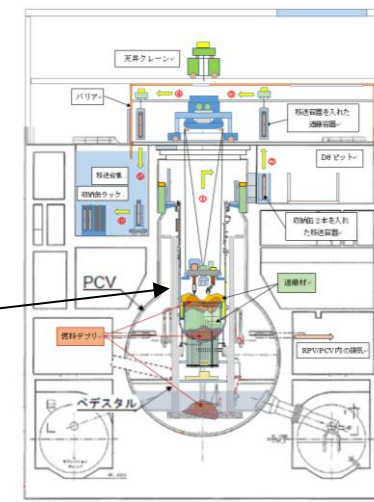 天井クレーン
バリア
移送容器を入れた
遮蔽容器
DSピット
移送容器
収納缶ラック
収納缶2本を入れ
た移送容器
PCV
遮蔽材
燃料デブリ
RPV/PCV内の換気
ペデスタル